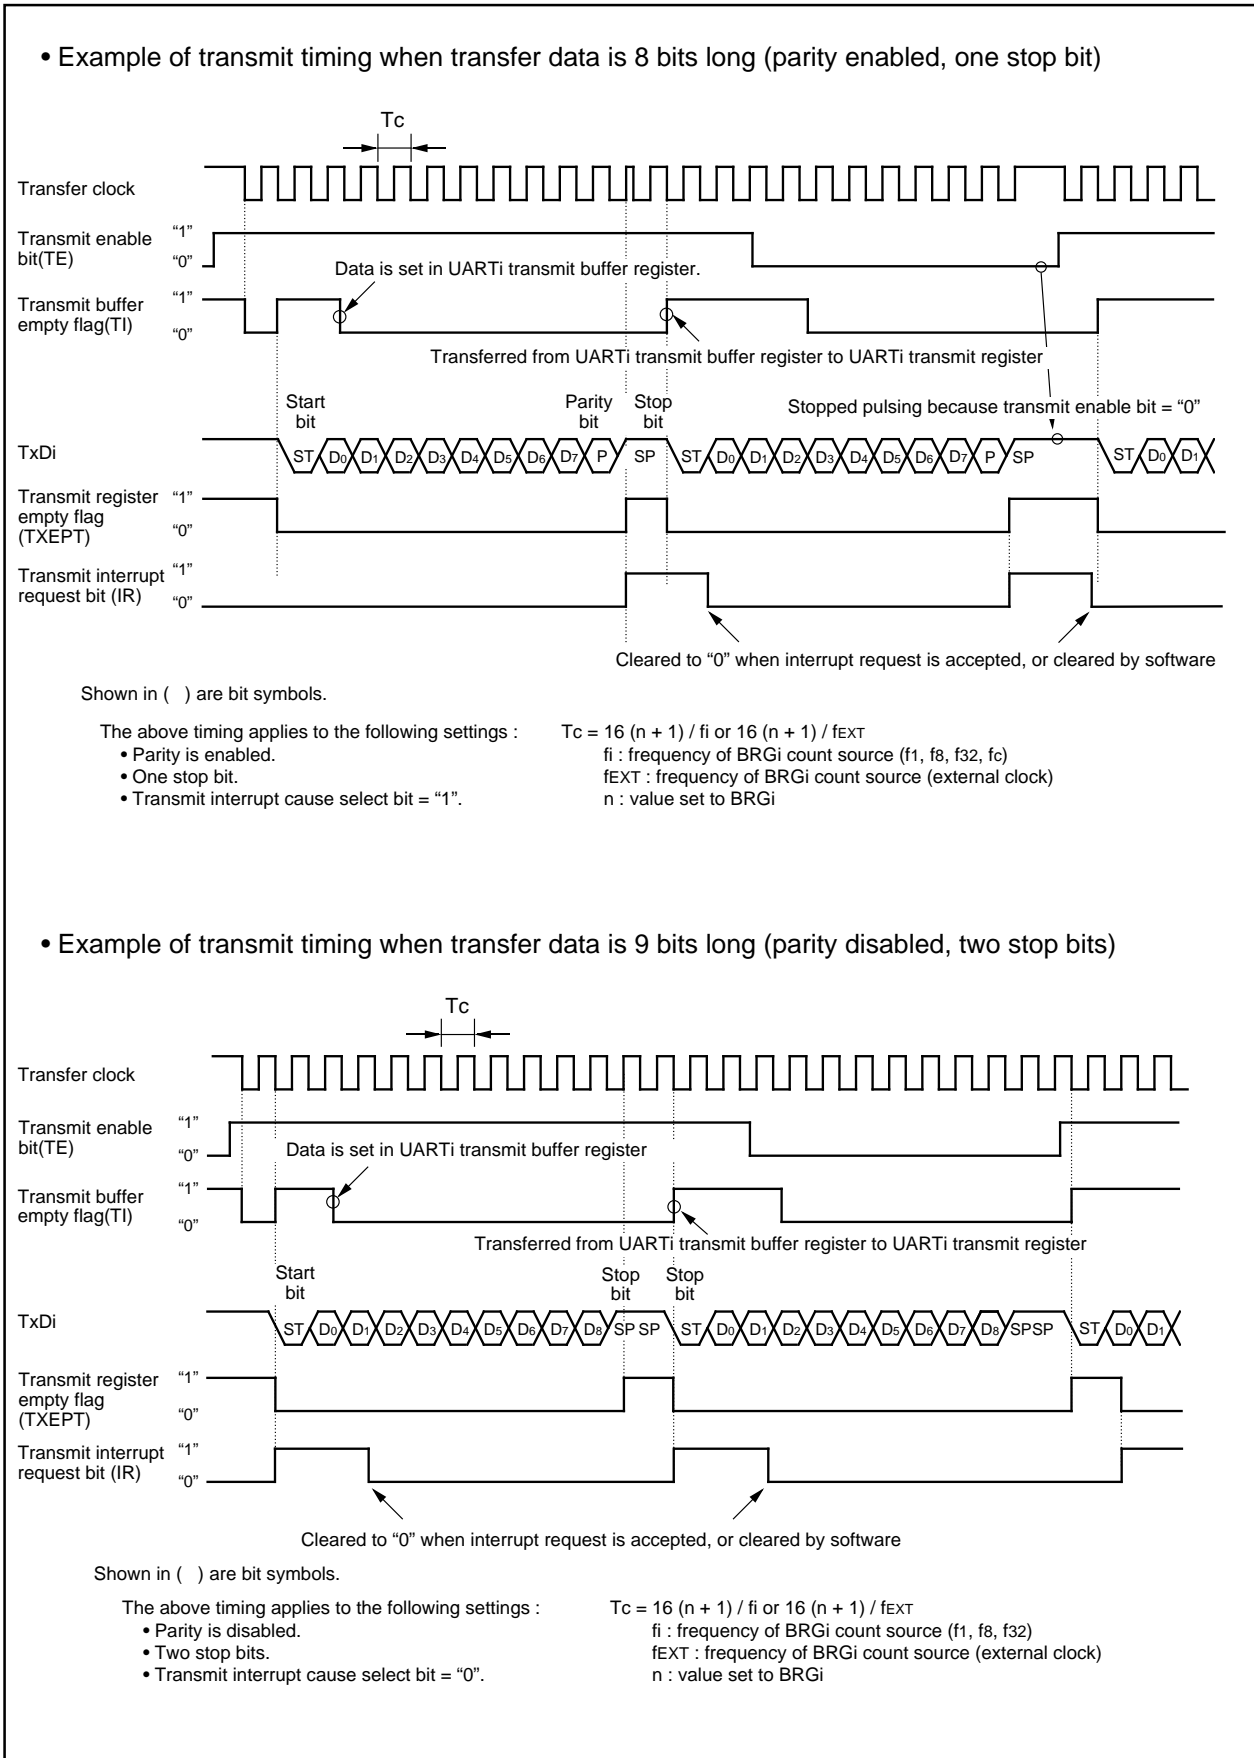 • Example of transmit timing when transfer data is 8 bits long (parity enabled, one stop bit)
Tc
Transfer clock
Transmit enable
bit(TE)
“1”
“0”
Data is set in UARTi transmit buffer register.
Transmit buffer
empty flag(TI)
“1”
“0”
Transferred from UARTi transmit buffer register to UARTi transmit register
Start
bit
Parity
bit
Stop
bit
Stopped pulsing because transmit enable bit = “0”
TxDi
ST D0 D1 D2 D3 D4 D5 D6 D7 P SP ST D0 D1 D2 D3 D4 D5 D6 D7 P SP ST D0 D1
Transmit register
empty flag
(TXEPT)
“1”
“0”
Transmit interrupt
request bit (IR)
“1”
“0”
Cleared to “0” when interrupt request is accepted, or cleared by software
Shown in ( ) are bit symbols.
The above timing applies to the following settings :
• Parity is enabled.
• One stop bit.
• Transmit interrupt cause select bit = “1”.
Tc = 16 (n + 1) / fi or 16 (n + 1) / fEXT
fi : frequency of BRGi count source (f1, f8, f32, fc)
fEXT : frequency of BRGi count source (external clock)
n : value set to BRGi
• Example of transmit timing when transfer data is 9 bits long (parity disabled, two stop bits)
Tc
Transfer clock
Transmit enable
bit(TE)
“1”
“0”
Data is set in UARTi transmit buffer register
Transmit buffer
empty flag(TI)
“1”
“0”
Transferred from UARTi transmit buffer register to UARTi transmit register
Start
bit
Stop
bit
Stop
bit
TxDi
ST D0 D1 D2 D3 D4 D5 D6 D7 D8 SP SP ST D0 D1 D2 D3 D4 D5 D6 D7 D8 SPSP ST D0 D1
Transmit register
empty flag
(TXEPT)
“1”
“0”
Transmit interrupt
request bit (IR)
“1”
“0”
Cleared to “0” when interrupt request is accepted, or cleared by software
Shown in ( ) are bit symbols.
The above timing applies to the following settings :
• Parity is disabled.
• Two stop bits.
• Transmit interrupt cause select bit = “0”.
Tc = 16 (n + 1) / fi or 16 (n + 1) / fEXT
fi : frequency of BRGi count source (f1, f8, f32)
fEXT : frequency of BRGi count source (external clock)
n : value set to BRGi